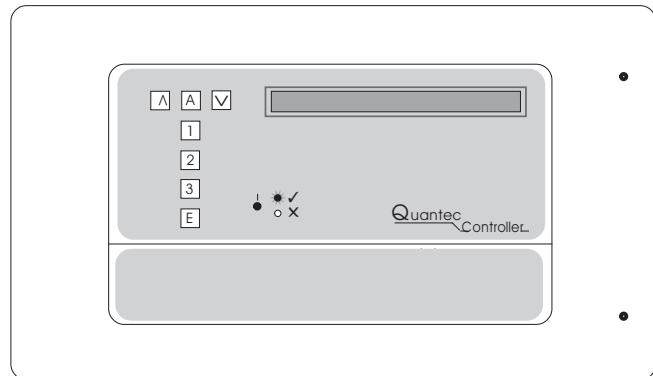 Λ A V
1
2
3
E
Quantec
Controller